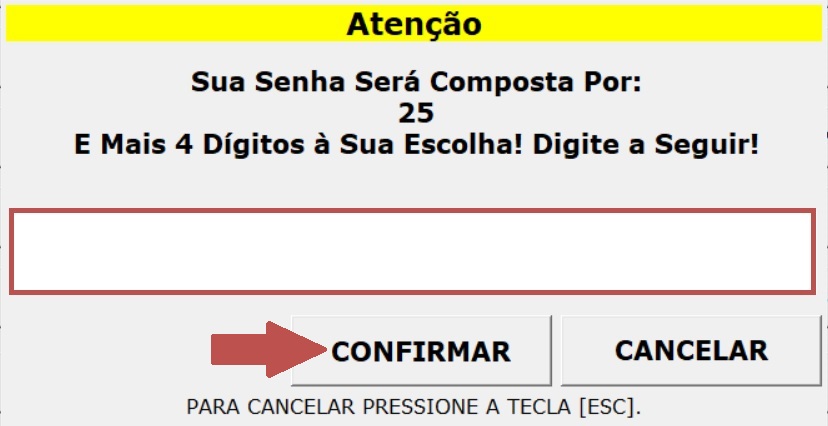 Atenção
Sua Senha Será Composta Por:
25
E Mais 4 Dígitos à Sua Escolha! Digite a Seguir!
CONFIRMAR
CANCELAR
PARA CANCELAR PRESSIONE A TECLA [ESC].